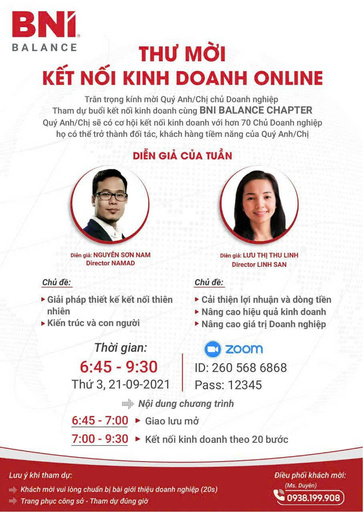 BNI®
BALANCE
THƯ MỜI
KẾT NỐI KINH DOANH ONLINE
Trân trọng kính mời Quý Anh/Chị chủ Doanh nghiệp
Tham dự buổi kết nối kinh doanh cùng BNI BALANCE CHAPTER
Quý Anh/Chị sẽ có cơ hội kết nối kinh doanh với hơn 70 Chủ Doanh nghiệp
họ có thể trở thành đối tác, khách hàng tiềm năng của Quý Anh/Chị
DIỄN GIẢ CỦA TUẦN
Diễn giả: NGUYỄN SƠN NAM
Director NAMAD
Diễn giả: LƯU THỊ THU LINH
Director LINH SAN
Chủ đề:
Giải pháp thiết kế kết nối thiên
nhiên
Kiến trúc và con người
Chủ đề:
Cải thiện lợi nhuận và dòng tiền
Nâng cao hiệu quả kinh doanh
Nâng cao giá trị Doanh nghiệp
Thời gian:
6:45 - 9:30
Thứ 3, 21-09-2021
zoom
ID: 260 568 6868
Pass: 12345
Nội dung chương trình
6:45 - 7:00 Giao lưu mở
7:00 - 9:30 Kết nối kinh doanh theo 20 bước
Lưu ý khi tham dự:
Khách mời vui lòng chuẩn bị bài giới thiệu doanh nghiệp (20s)
Trang phục công sở - Tham dự đúng giờ
Điều phối khách mời:
(Ms. Duyên)
0938.199.908